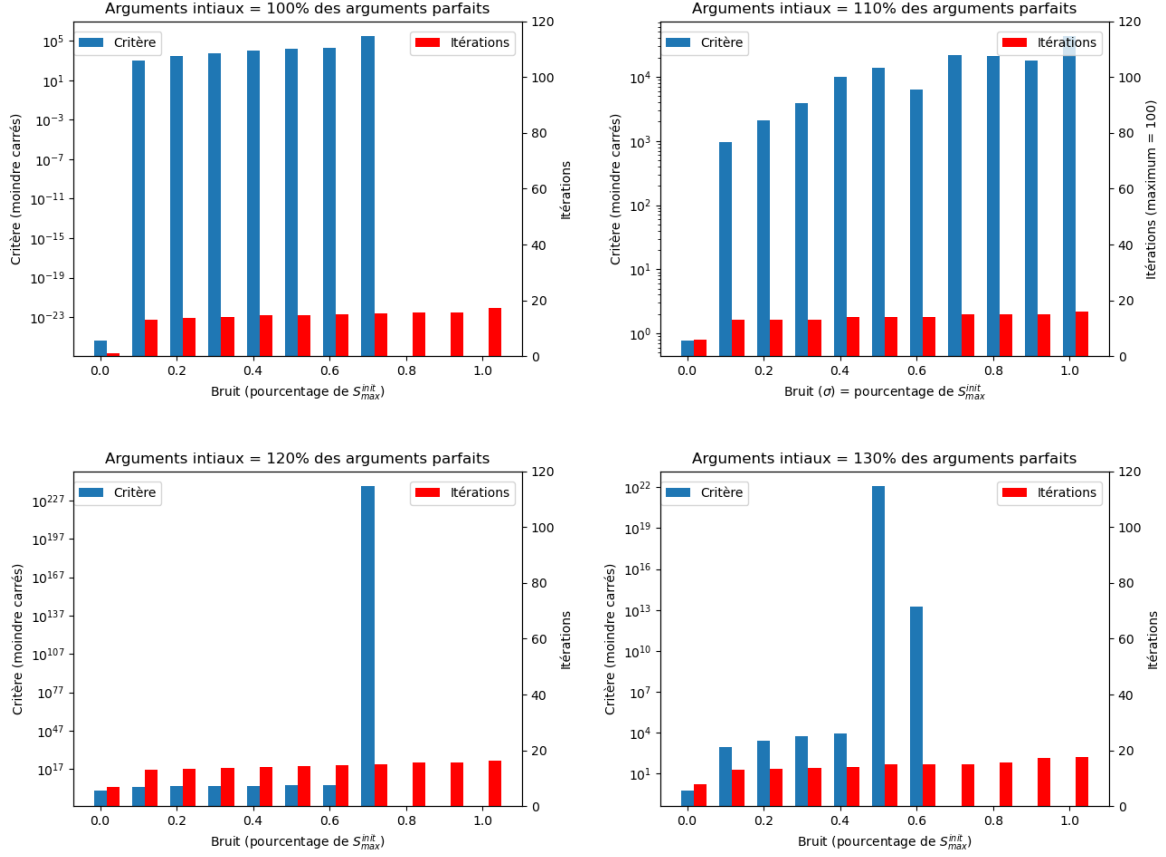 Arguments intiaux = 100% des arguments parfaits
Critère
Itérations
Critère (moindre carrés)
10^5
10^1
10^-3
10^-7
10^-11
10^-15
10^-19
10^-23
120
100
80
60
40
20
0
Itérations
0.0 0.2 0.4 0.6 0.8 1.0
Bruit (pourcentage de S_max^init)
Arguments intiaux = 110% des arguments parfaits
Critère
Itérations
Critère (moindre carrés)
10^4
10^3
10^2
10^1
10^0
120
100
80
60
40
20
0
Itérations (maximum = 100)
0.0 0.2 0.4 0.6 0.8 1.0
Bruit (σ) = pourcentage de S_max^init
Arguments intiaux = 120% des arguments parfaits
Critère
Itérations
Critère (moindre carrés)
10^227
10^197
10^167
10^137
10^107
10^77
10^47
10^17
120
100
80
60
40
20
0
Itérations
0.0 0.2 0.4 0.6 0.8 1.0
Bruit (pourcentage de S_max^init)
Arguments intiaux = 130% des arguments parfaits
Critère
Itérations
Critère (moindre carrés)
10^22
10^19
10^16
10^13
10^10
10^7
10^4
10^1
120
100
80
60
40
20
0
Itérations
0.0 0.2 0.4 0.6 0.8 1.0
Bruit (pourcentage de S_max^init)